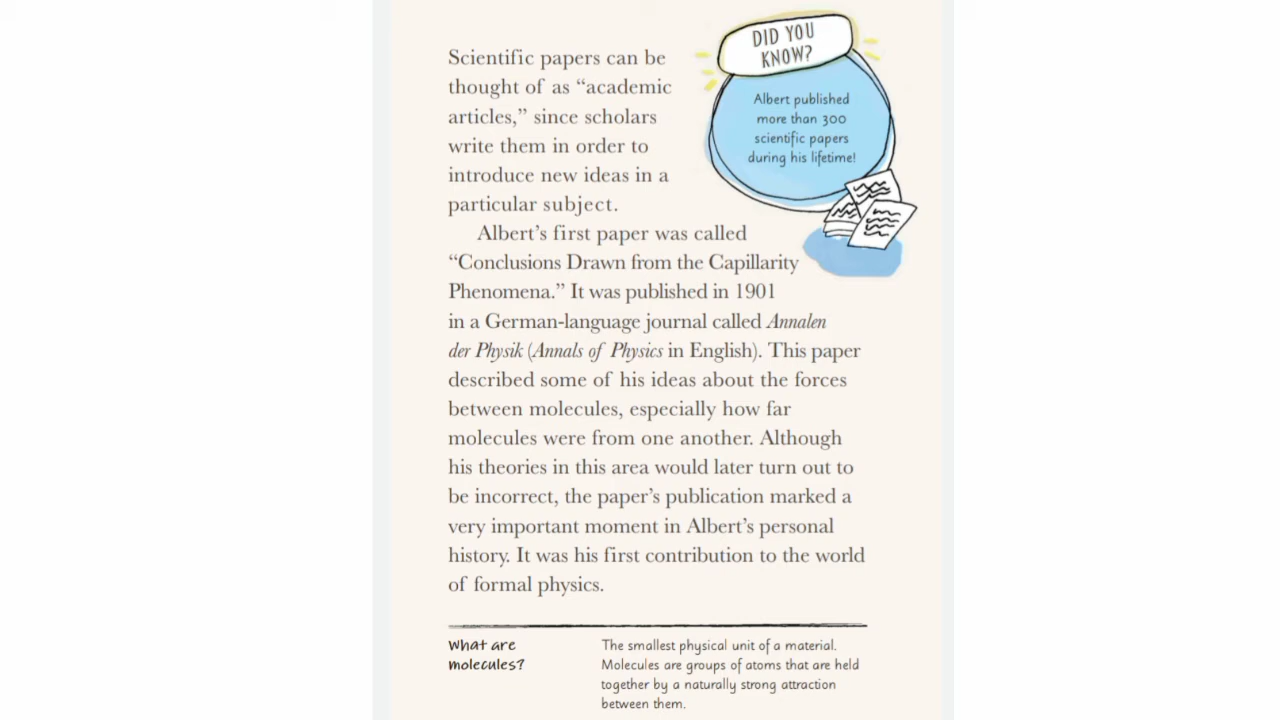 Scientific papers can be
thought of as “academic
articles,” since scholars
write them in order to
introduce new ideas in a
particular subject.
DID YOU
KNOW?
Albert published
more than 300
scientific papers
during his lifetime!
Albert’s first paper was called
“Conclusions Drawn from the Capillarity
Phenomena.” It was published in 1901
in a German-language journal called Annalen
der Physik (Annals of Physics in English). This paper
described some of his ideas about the forces
between molecules, especially how far
molecules were from one another. Although
his theories in this area would later turn out to
be incorrect, the paper’s publication marked a
very important moment in Albert’s personal
history. It was his first contribution to the world
of formal physics.
What are
molecules?
The smallest physical unit of a material.
Molecules are groups of atoms that are held
together by a naturally strong attraction
between them.